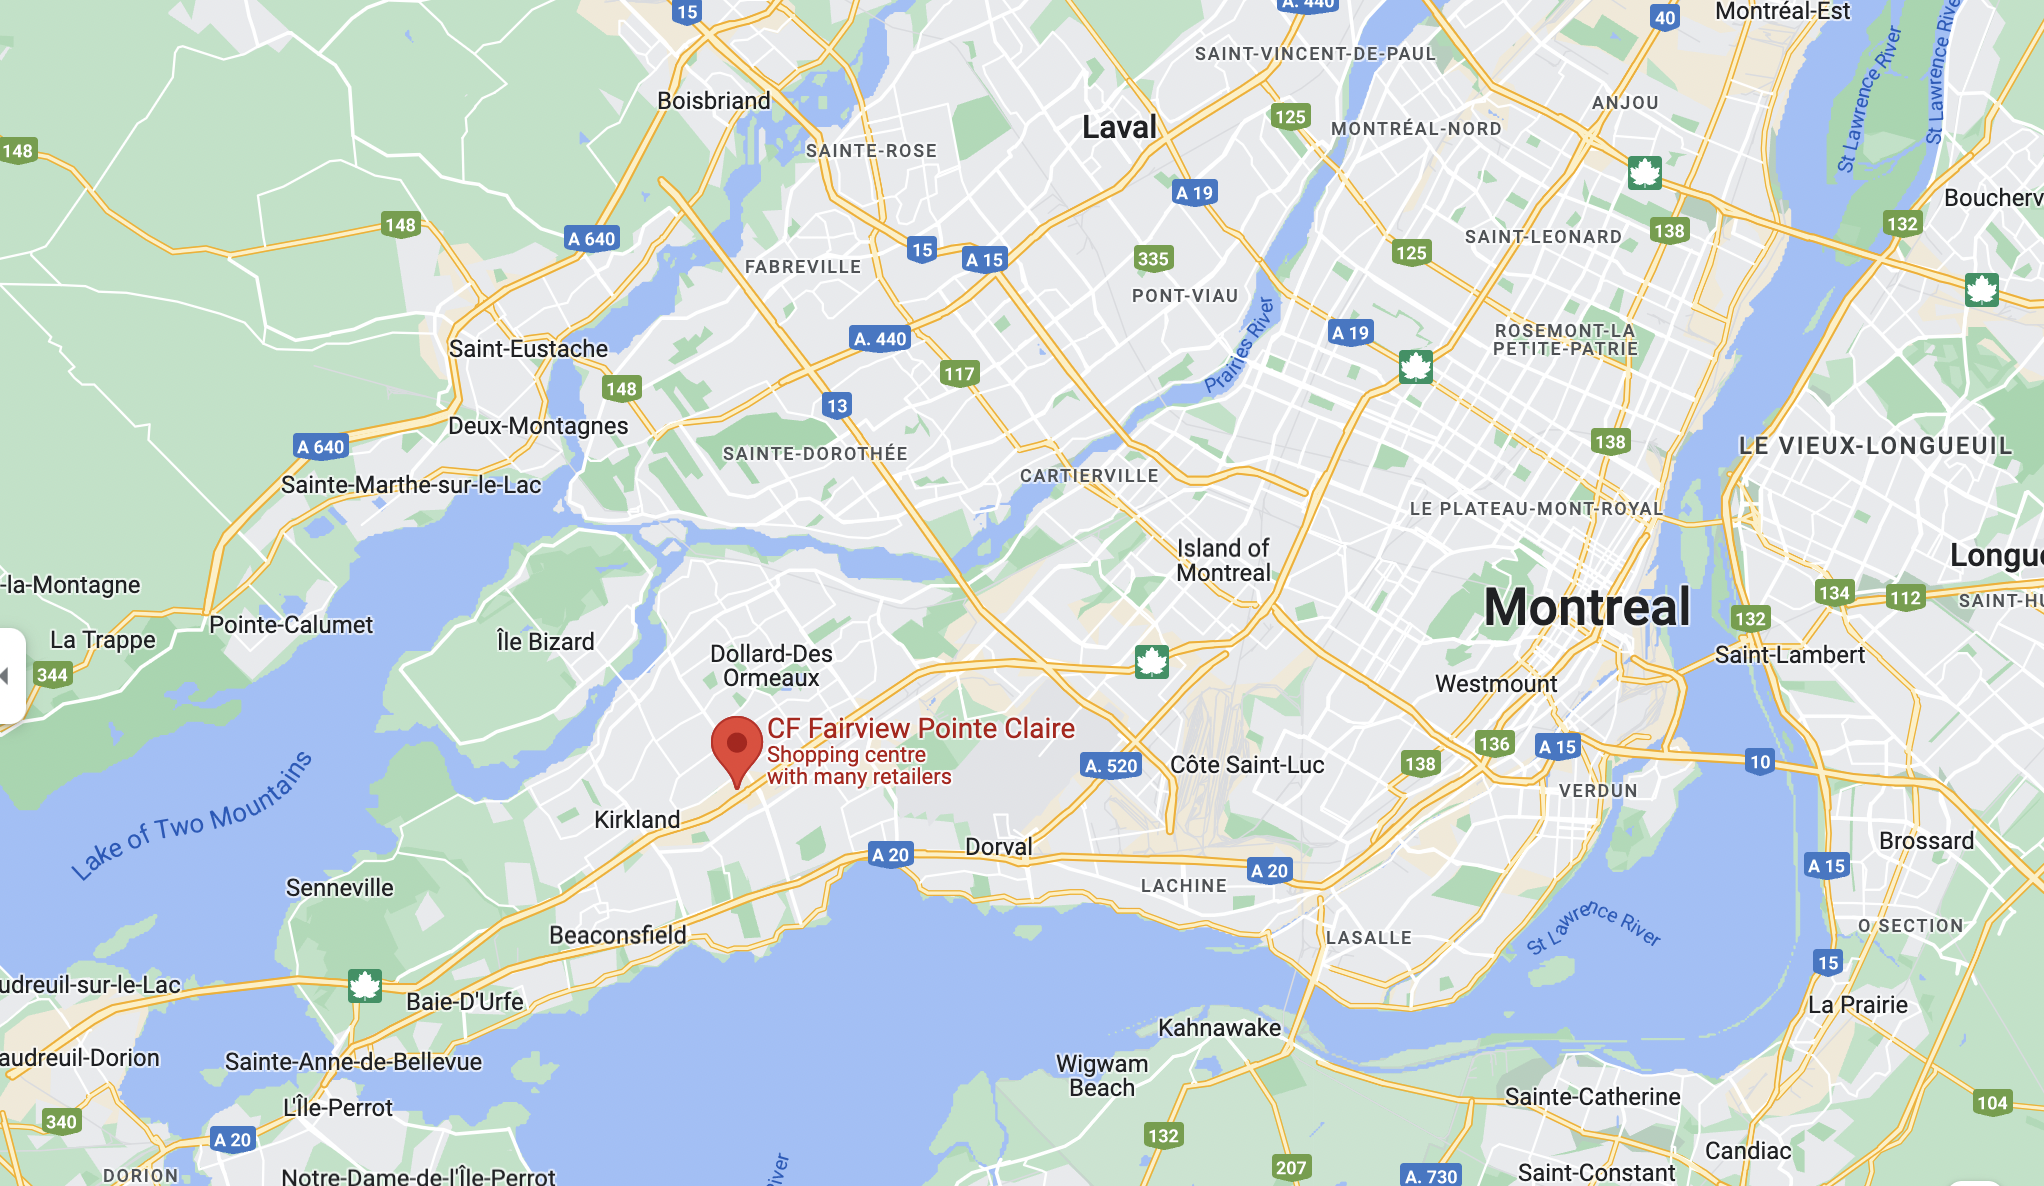 15
A. 440
40
Montréal-Est
SAINT-VINCENT-DE-PAUL
St Lawrence River
St Lawrence River
Boisbriand
ANJOU
125
Laval
MONTRÉAL-NORD
148
SAINTE-ROSE
A 19
Boucherv
148
132
138
A 640
SAINT-LEONARD
15
A 15
125
335
FABREVILLE
PONT-VIAU
Prairies River
A 19
ROSEMONT-LA
PETITE-PATRIE
A. 440
Saint-Eustache
117
148
13
Deux-Montagnes
138
A 640
LE VIEUX-LONGUEUIL
SAINTE-DOROTHÉE
CARTIERVILLE
Sainte-Marthe-sur-le-Lac
LE PLATEAU-MONT-ROYAL
Island of
Montreal
Longue
-la-Montagne
134
112
SAINT-HU
Montreal
132
Pointe-Calumet
La Trappe
Île Bizard
Dollard-Des
Ormeaux
Saint-Lambert
344
Westmount
CF Fairview Pointe Claire
Shopping centre
with many retailers
136
A 15
138
10
A. 520
Côte Saint-Luc
VERDUN
Lake of Two Mountains
Kirkland
Dorval
Brossard
A 20
A 20
A 15
LACHINE
Senneville
St Lawrence River
O SECTION
Beaconsfield
LASALLE
15
udreuil-sur-le-Lac
Baie-D'Urfe
La Prairie
Kahnawake
audreuil-Dorion
Sainte-Anne-de-Bellevue
Wigwam
Beach
Sainte-Catherine
104
L'Île-Perrot
340
A 20
132
Candiac
207
A. 730
Saint-Constant
DORION
Notre-Dame-de-l'Île-Perrot
River